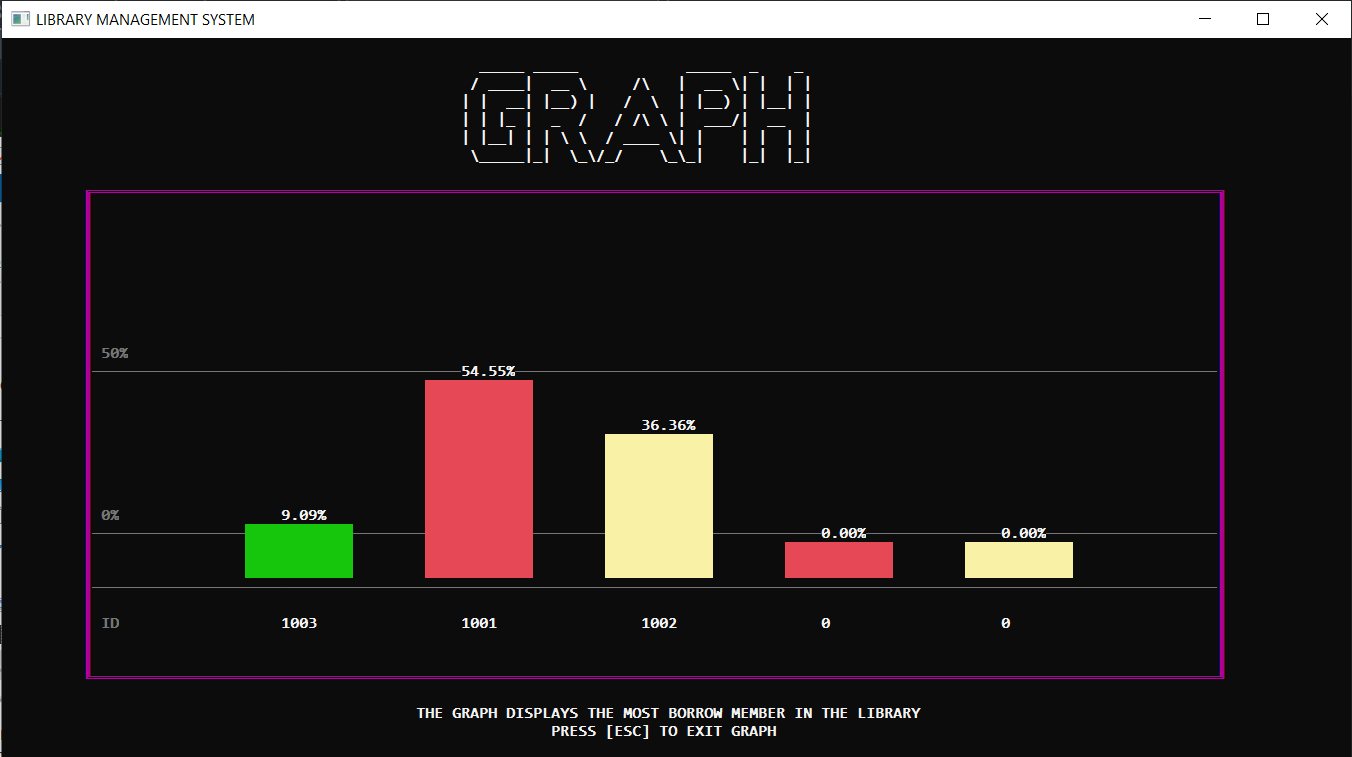 LIBRARY MANAGEMENT SYSTEM
GRAPH
50%
54.55%
36.36%
0%
9.09%
0.00%
0.00%
ID 1003 1001 1002 0 0
THE GRAPH DISPLAYS THE MOST BORROW MEMBER IN THE LIBRARY
PRESS [ESC] TO EXIT GRAPH